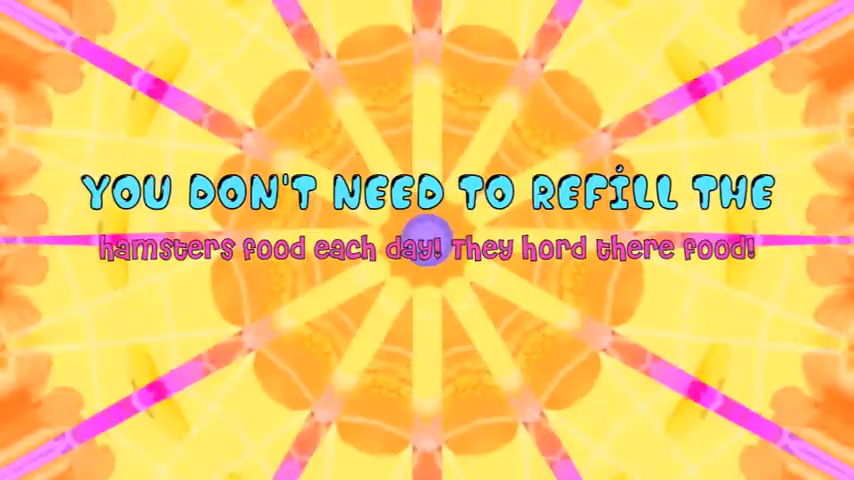 YOU DON'T NEED TO REFİLL THE
hamsters food each day! They hord there food!